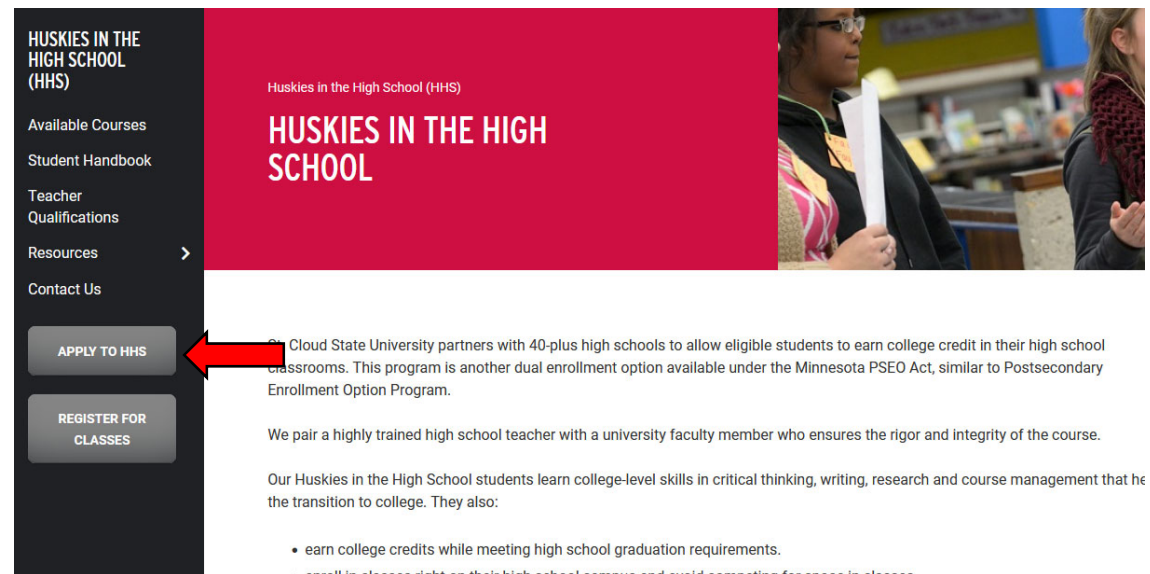 HUSKIES IN THE
HIGH SCHOOL
(HHS)
Available Courses
Student Handbook
Teacher
Qualifications
Resources
Contact Us
APPLY TO HHS
REGISTER FOR
CLASSES
Huskies in the High School (HHS)
HUSKIES IN THE HIGH
SCHOOL
Cloud State University partners with 40-plus high schools to allow eligible students to earn college credit in their high school
classrooms. This program is another dual enrollment option available under the Minnesota PSEO Act, similar to Postsecondary
Enrollment Option Program.
We pair a highly trained high school teacher with a university faculty member who ensures the rigor and integrity of the course.
Our Huskies in the High School students learn college-level skills in critical thinking, writing, research and course management that he
the transition to college. They also:
• earn college credits while meeting high school graduation requirements.